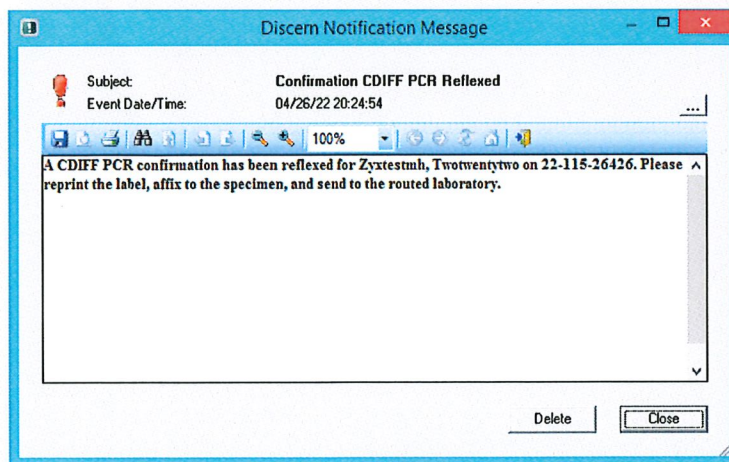 Discern Notification Message
Subject: Confirmation CDIFF PCR Reflexed
Event Date/Time: 04/26/22 20:24:54
...
100%
A CDIFF PCR confirmation has been reflexed for Zyxtestmh, Twotwentytwo on 22-115-26426. Please
reprint the label, affix to the specimen, and send to the routed laboratory.
Delete Close